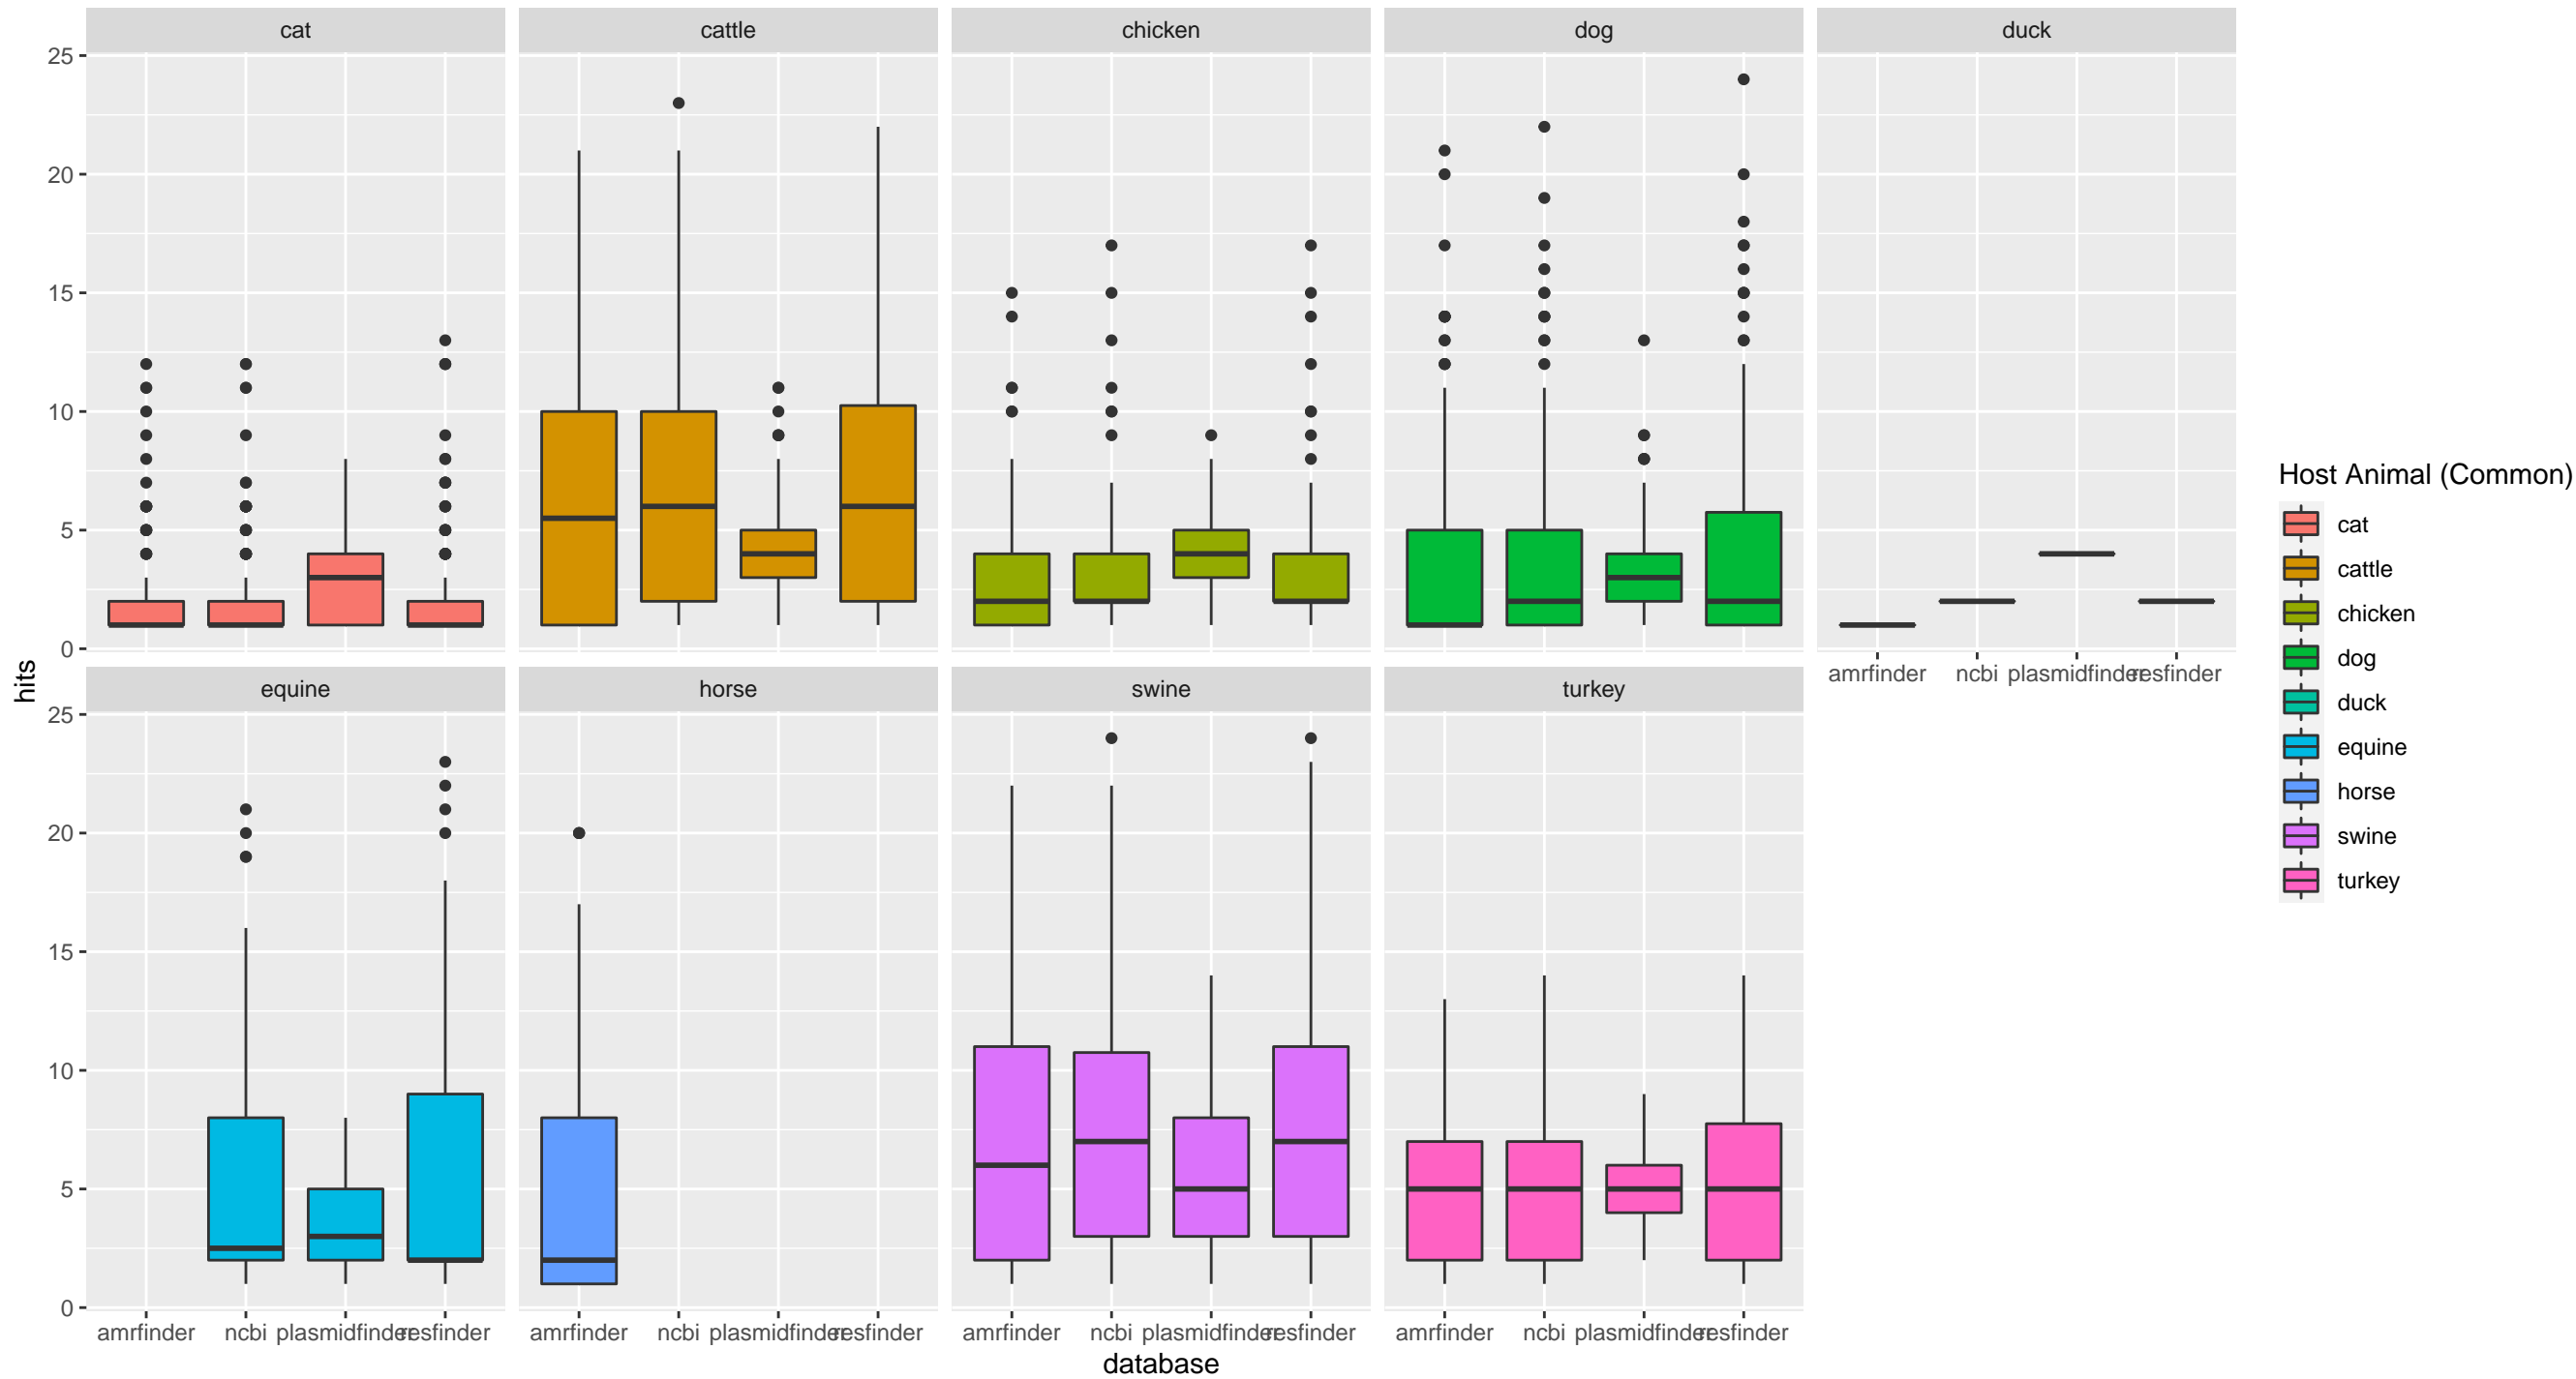 cat cattle chicken dog duck
25
20
15
10
5
0
amrfinder ncbi plasmidfinder resfinder
hits
equine horse swine turkey
25
20
15
10
5
0
amrfinder ncbi plasmidfinder resfinder amrfinder ncbi plasmidfinder resfinder amrfinder ncbi plasmidfinder resfinder amrfinder ncbi plasmidfinder resfinder
database
Host Animal (Common)
cat
cattle
chicken
dog
duck
equine
horse
swine
turkey